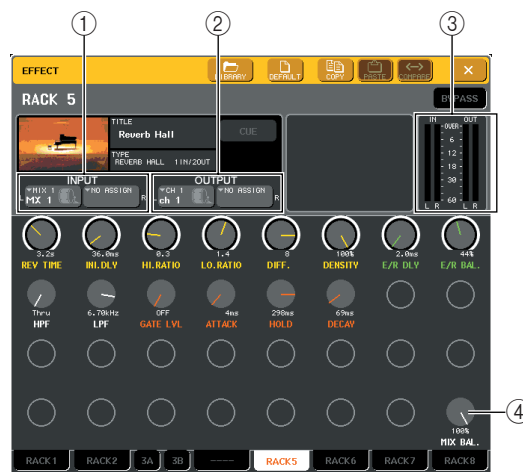 ① ② ③
EFFECT LIBRARY DEFAULT COPY PASTE COMPARE ×
RACK 5 BYPASS
TITLE
Reverb Hall
CUE
TYPE
REVERB HALL 1IN/2OUT
IN OUT
OVER
6
12
18
30
60
L R L R
INPUT OUTPUT
L MIX 1 MX 1 NO ASSIGN R L CH 1 ch 1 NO ASSIGN R
3.2s 36.0ms 0.3 1.4 8 100% 2.0ms 44%
REV TIME INI.DLY HI.RATIO LO.RATIO DIFF. DENSITY E/R DLY E/R BAL.
Thru 6.70kHz OFF 4ms 298ms 69ms
HPF LPF GATE LVL ATTACK HOLD DECAY
④
100%
MIX BAL.
RACK1 RACK2 3A 3B ---- RACK5 RACK6 RACK7 RACK8